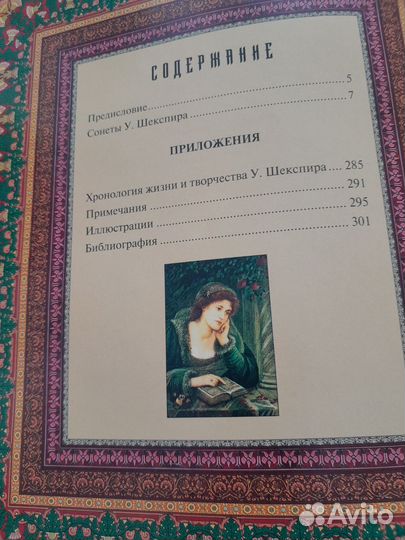 СОДЕРЖАНИЕ
Предисловие.................................................5
Сонеты У. Шекспира.......................................7
ПРИЛОЖЕНИЯ
Хронология жизни и творчества У. Шекспира.... 285
Примечания ................................................ 291
Иллюстрации ............................................... 295
Библиография .............................................. 301
Avito